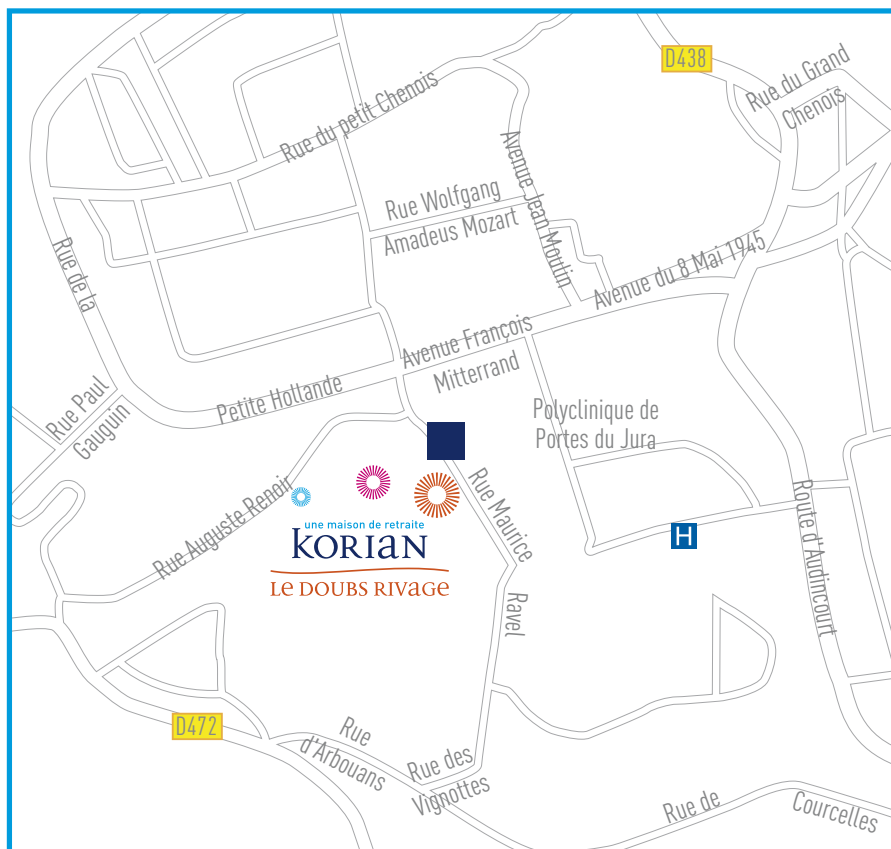 D438
Rue du Grand
Chenois
Rue du petit Chenois
Avenue Jean Moulin
Rue Wolfgang
Amadeus Mozart
Rue de la
Petite Hollande
Avenue du 8 Mai 1945
Avenue François
Mitterrand
Rue Paul
Gauguin
Polyclinique de
Portes du Jura
Rue Auguste Renoir
Rue Maurice
Ravel
Route d'Audincourt
H
une maison de retraite
KORIAN
Le DOUBS RIVAGE
D472
Rue
d'Arbouans
Rue des
Vignottes
Rue de
Courcelles